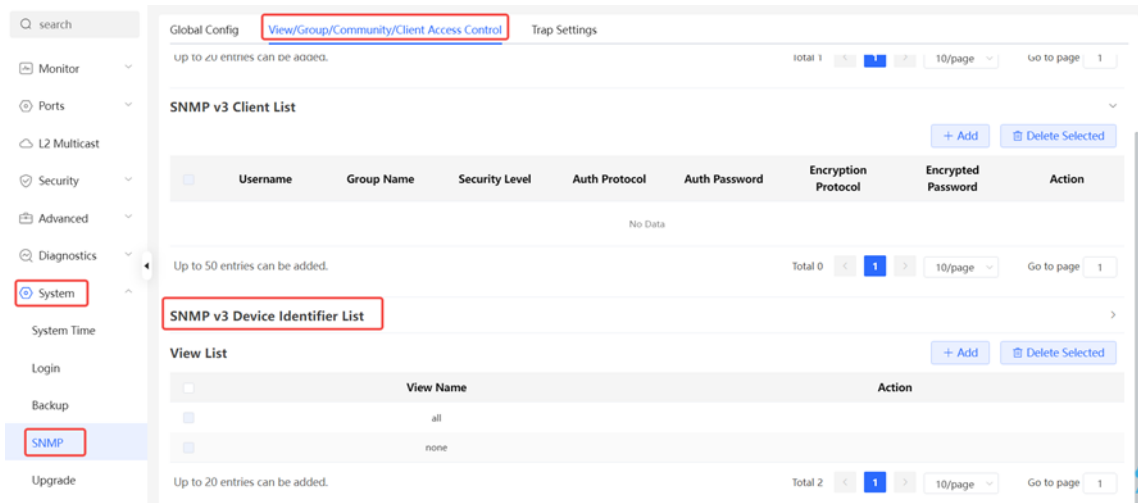 search
Monitor
Ports
L2 Multicast
Security
Advanced
Diagnostics
System
System Time
Login
Backup
SNMP
Upgrade
Global Config View/Group/Community/Client Access Control Trap Settings
Up to 20 entries can be added. Total 1 1 10/page Go to page 1
SNMP v3 Client List
+ Add Delete Selected
Username Group Name Security Level Auth Protocol Auth Password Encryption Protocol Encrypted Password Action
No Data
Up to 50 entries can be added. Total 0 1 10/page Go to page 1
SNMP v3 Device Identifier List
View List + Add Delete Selected
View Name Action
all
none
Up to 20 entries can be added. Total 2 1 10/page Go to page 1